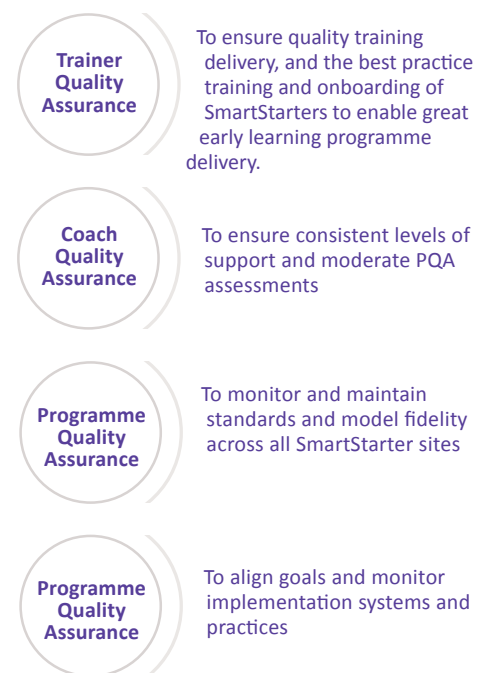 Trainer
Quality
Assurance
To ensure quality training
delivery, and the best practice
training and onboarding of
SmartStarters to enable great
early learning programme
delivery.
Coach
Quality
Assurance
To ensure consistent levels of
support and moderate PQA
assessments
Programme
Quality
Assurance
To monitor and maintain
standards and model fidelity
across all SmartStarter sites
Programme
Quality
Assurance
To align goals and monitor
implementation systems and
practices